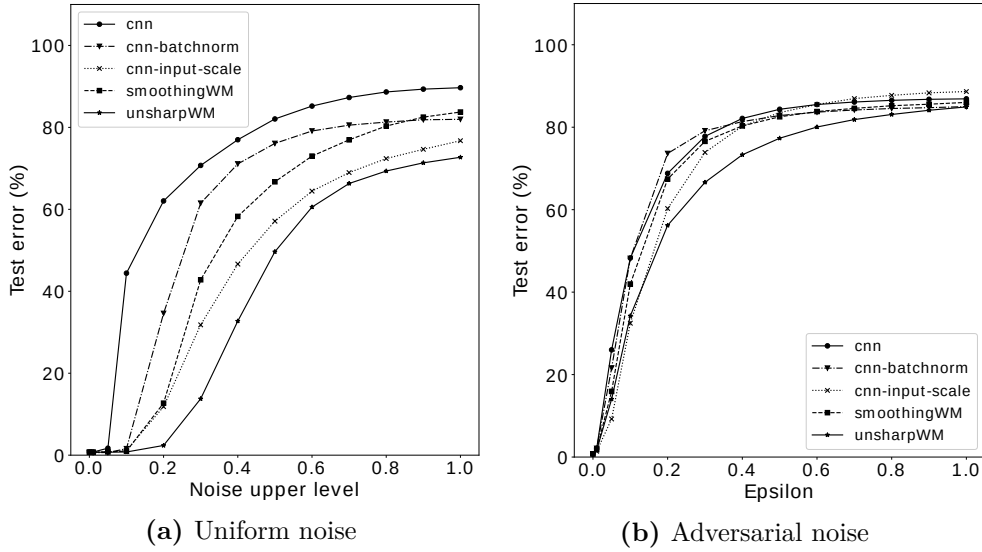 cnn
cnn-batchnorm
cnn-input-scale
smoothingWM
unsharpWM
100
80
60
40
20
0
Test error (%)
0.0 0.2 0.4 0.6 0.8 1.0
Noise upper level
(a) Uniform noise
100
80
60
40
20
0
Test error (%)
cnn
cnn-batchnorm
cnn-input-scale
smoothingWM
unsharpWM
0.0 0.2 0.4 0.6 0.8 1.0
Epsilon
(b) Adversarial noise